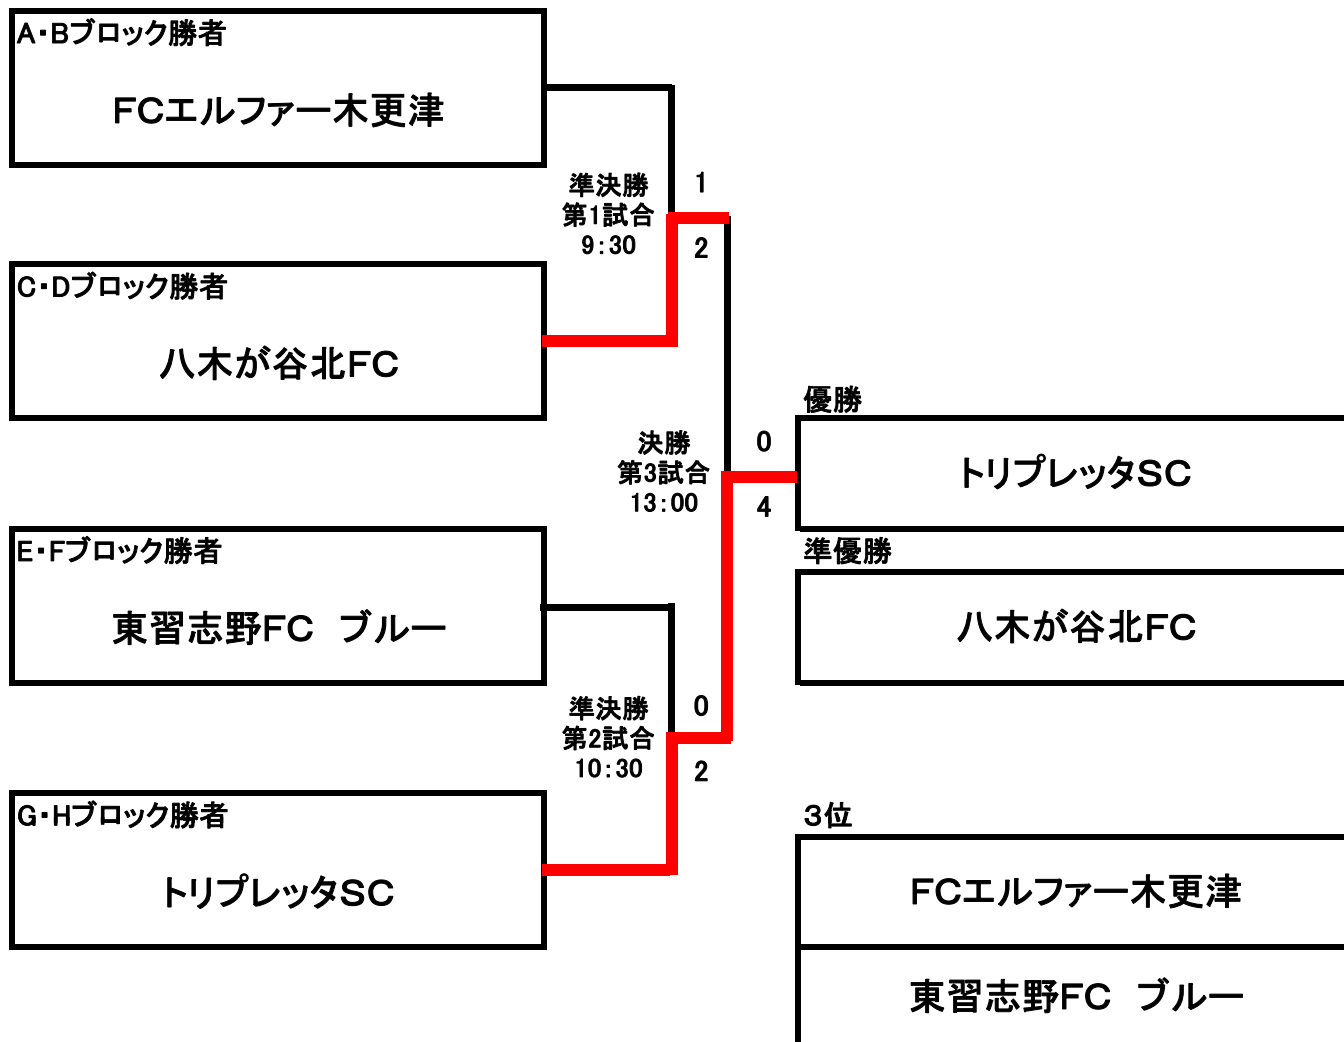 A・Bブロック勝者
FCエルファー木更津
準決勝
第1試合
9:30
1
2
C・Dブロック勝者
八木が谷北FC
決勝
第3試合
13:00
0
4
優勝
トリプレッタSC
準優勝
八木が谷北FC
E・Fブロック勝者
東習志野FC ブルー
準決勝
第2試合
10:30
0
2
G・Hブロック勝者
トリプレッタSC
3位
FCエルファー木更津
東習志野FC ブルー